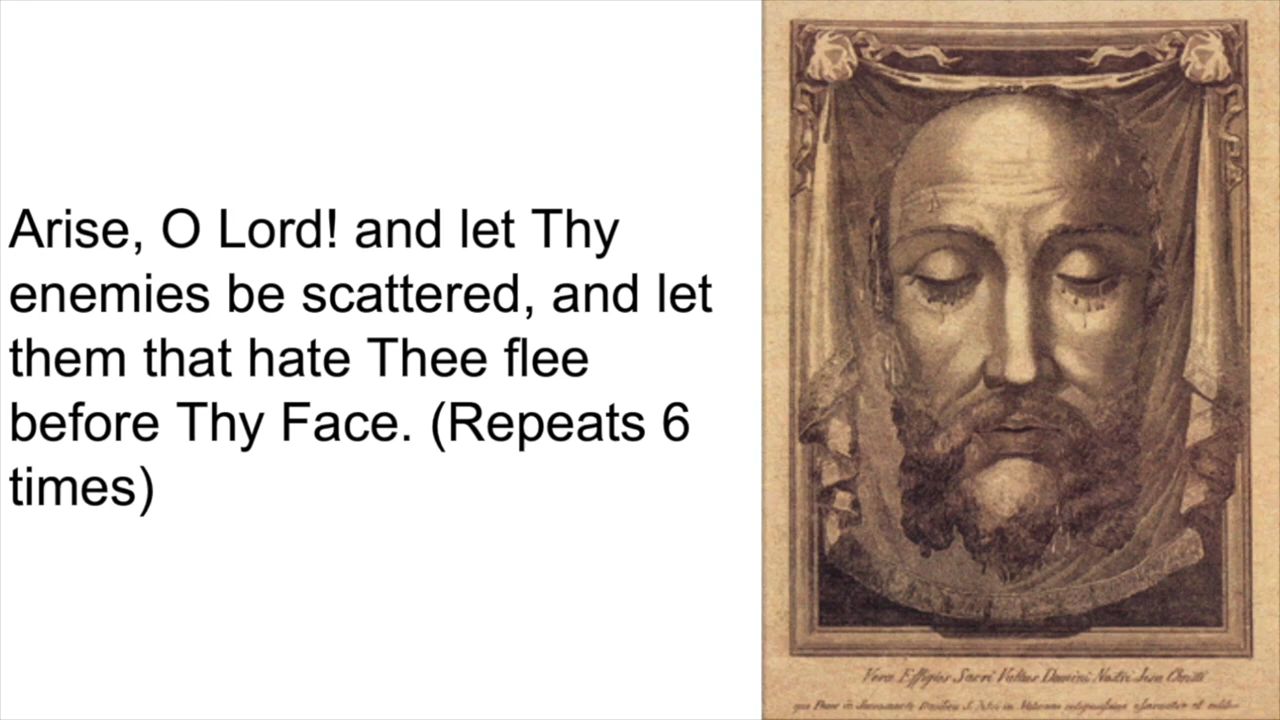 Arise, O Lord! and let Thy
enemies be scattered, and let
them that hate Thee flee
before Thy Face. (Repeats 6
times)
Vera Effigies Sacri Vultus Domini Nostri Jesu Christi